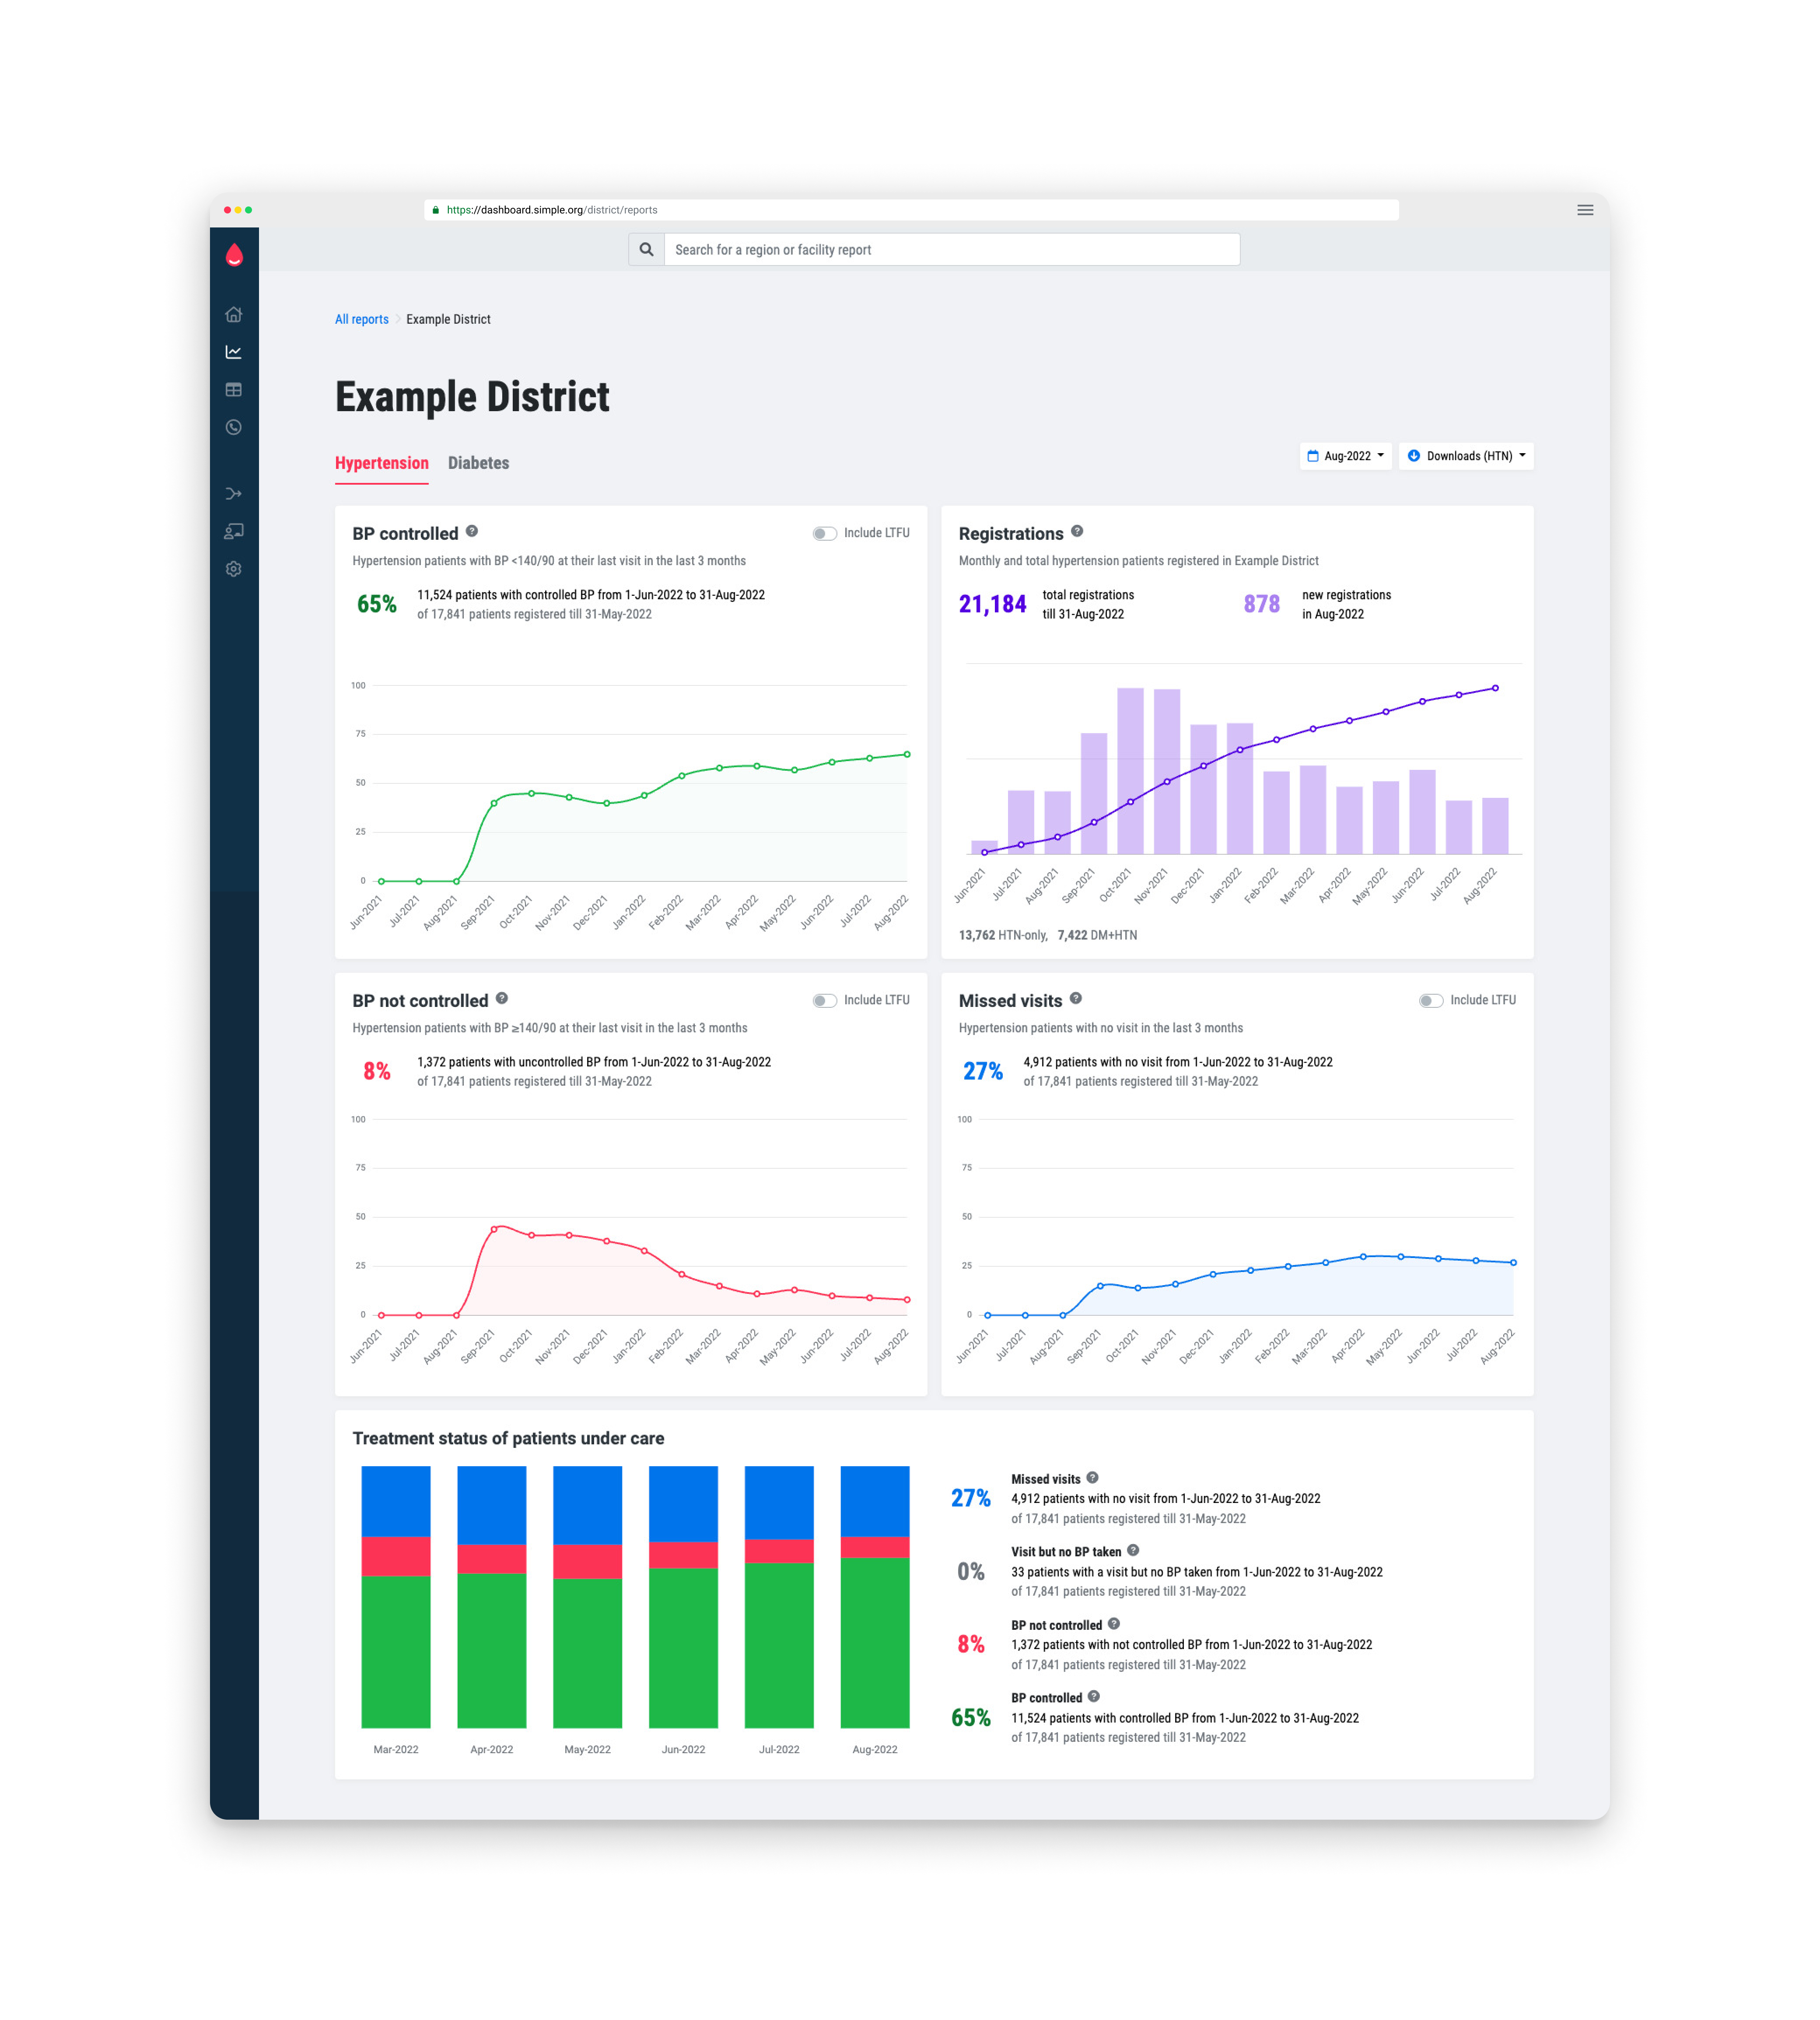 https://dashboard.simple.org/district/reports
Search for a region or facility report
All reports Example District
Example District
Hypertension Diabetes
Aug-2022 Downloads (HTN)
BP controlled
Include LTFU
Hypertension patients with BP <140/90 at their last visit in the last 3 months
65%
11,524 patients with controlled BP from 1-Jun-2022 to 31-Aug-2022
of 17,841 patients registered till 31-May-2022
100
75
50
25
0
Jun-2021 Jul-2021 Aug-2021 Sep-2021 Oct-2021 Nov-2021 Dec-2021 Jan-2022 Feb-2022 Mar-2022 Apr-2022 May-2022 Jun-2022 Jul-2022 Aug-2022
Registrations
Monthly and total hypertension patients registered in Example District
21,184
total registrations
till 31-Aug-2022
878
new registrations
in Aug-2022
Jun-2021 Jul-2021 Aug-2021 Sep-2021 Oct-2021 Nov-2021 Dec-2021 Jan-2022 Feb-2022 Mar-2022 Apr-2022 May-2022 Jun-2022 Jul-2022 Aug-2022
13,762 HTN-only, 7,422 DM+HTN
BP not controlled
Include LTFU
Hypertension patients with BP ≥140/90 at their last visit in the last 3 months
8%
1,372 patients with uncontrolled BP from 1-Jun-2022 to 31-Aug-2022
of 17,841 patients registered till 31-May-2022
100
75
50
25
0
Jun-2021 Jul-2021 Aug-2021 Sep-2021 Oct-2021 Nov-2021 Dec-2021 Jan-2022 Feb-2022 Mar-2022 Apr-2022 May-2022 Jun-2022 Jul-2022 Aug-2022
Missed visits
Include LTFU
Hypertension patients with no visit in the last 3 months
27%
4,912 patients with no visit from 1-Jun-2022 to 31-Aug-2022
of 17,841 patients registered till 31-May-2022
100
75
50
25
0
Jun-2021 Jul-2021 Aug-2021 Sep-2021 Oct-2021 Nov-2021 Dec-2021 Jan-2022 Feb-2022 Mar-2022 Apr-2022 May-2022 Jun-2022 Jul-2022 Aug-2022
Treatment status of patients under care
Mar-2022 Apr-2022 May-2022 Jun-2022 Jul-2022 Aug-2022
27%
Missed visits
4,912 patients with no visit from 1-Jun-2022 to 31-Aug-2022
of 17,841 patients registered till 31-May-2022
0%
Visit but no BP taken
33 patients with a visit but no BP taken from 1-Jun-2022 to 31-Aug-2022
of 17,841 patients registered till 31-May-2022
8%
BP not controlled
1,372 patients with not controlled BP from 1-Jun-2022 to 31-Aug-2022
of 17,841 patients registered till 31-May-2022
65%
BP controlled
11,524 patients with controlled BP from 1-Jun-2022 to 31-Aug-2022
of 17,841 patients registered till 31-May-2022